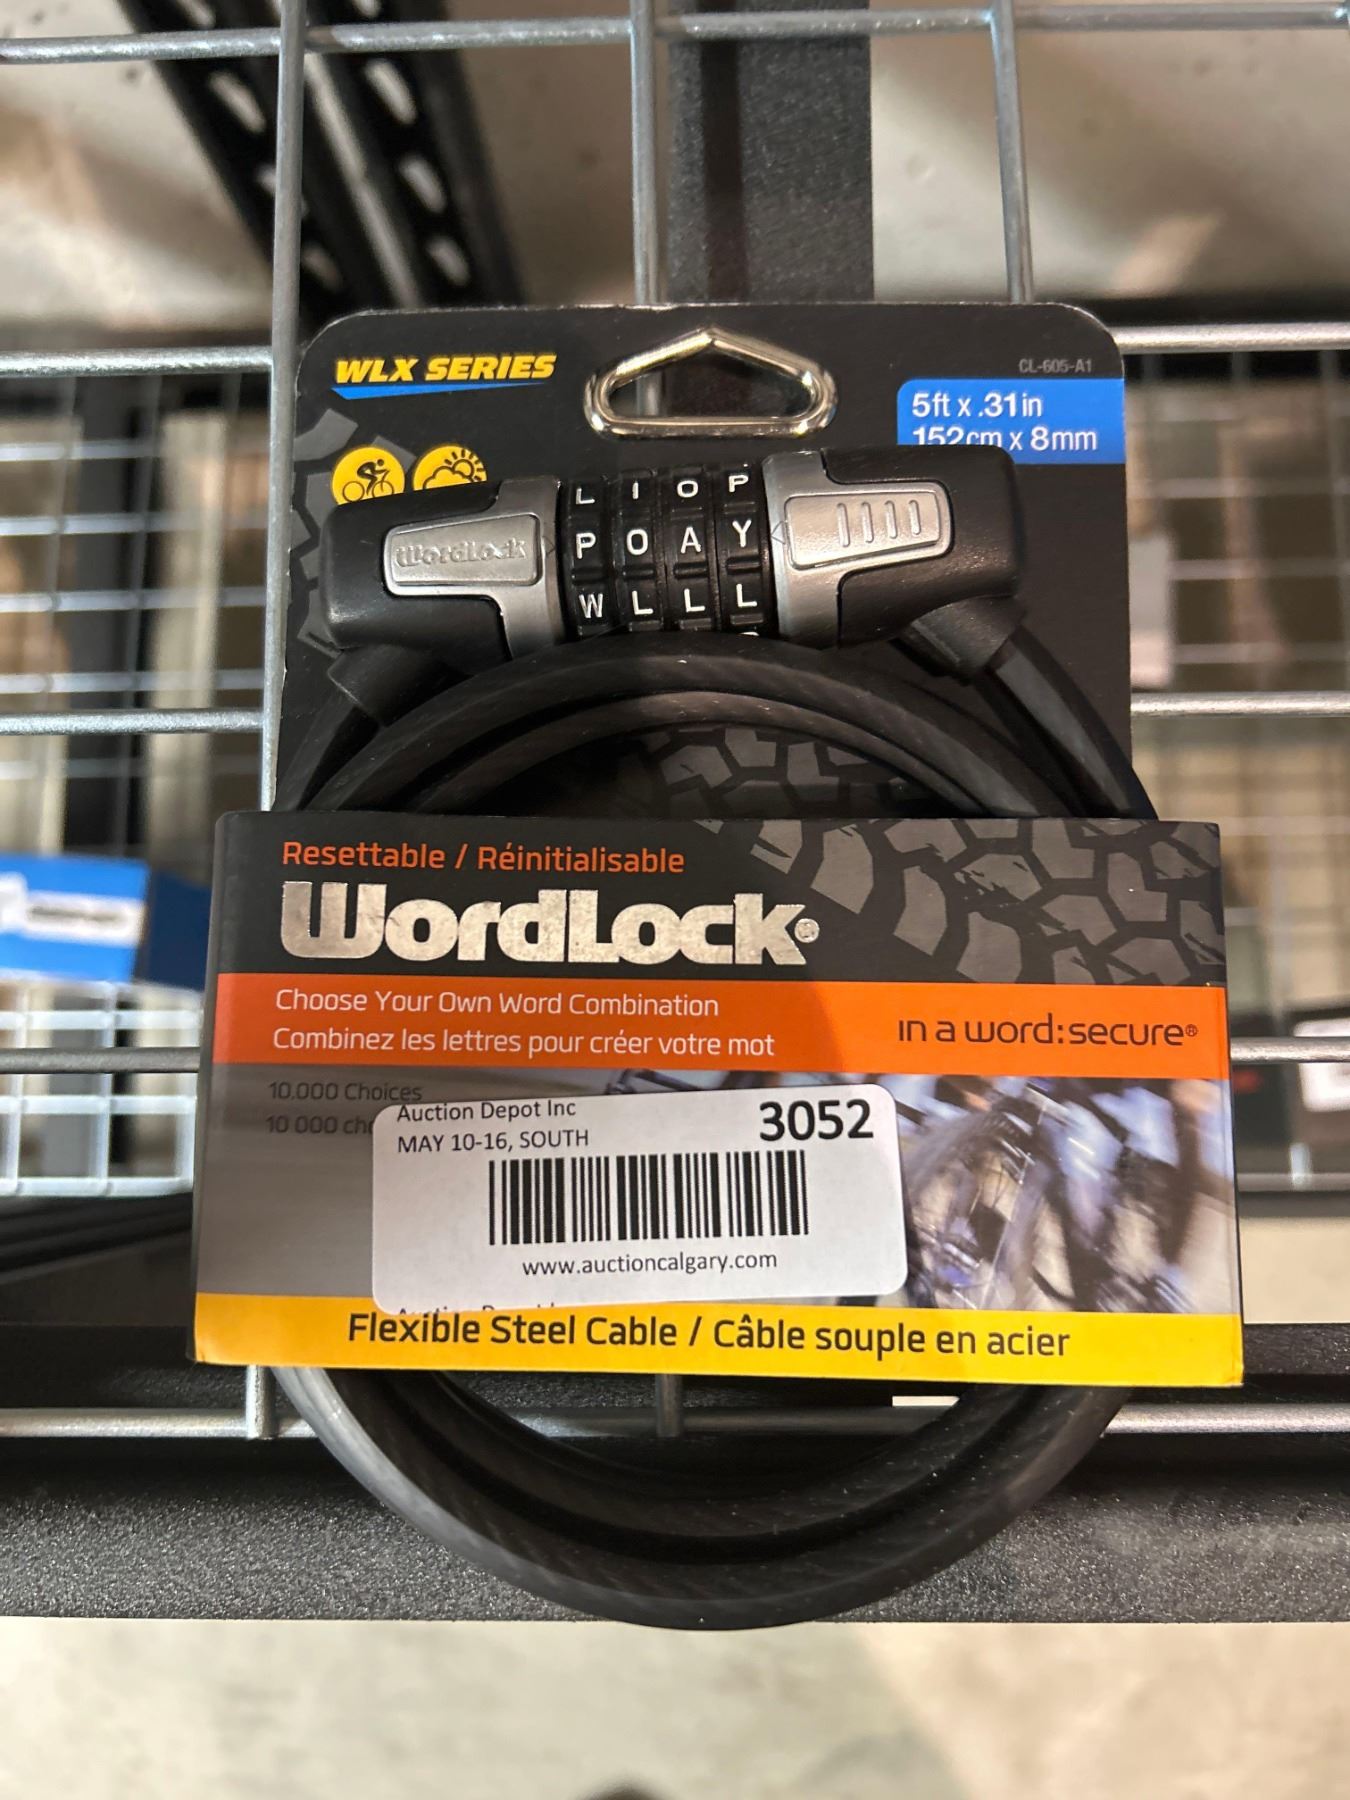 WLX SERIES
CL-605-A1
5ft x .31in
152cm x 8mm
L I O P
WordLock
P O A Y
W L L L
Resettable / Réinitialisable
WordLock®
Choose Your Own Word Combination
Combinez les lettres pour créer votre mot
in a word:secure®
10,000 Choices
10 000
Auction Depot Inc
MAY 10-16, SOUTH
3052
www.auctioncalgary.com
Flexible Steel Cable / Câble souple en acier